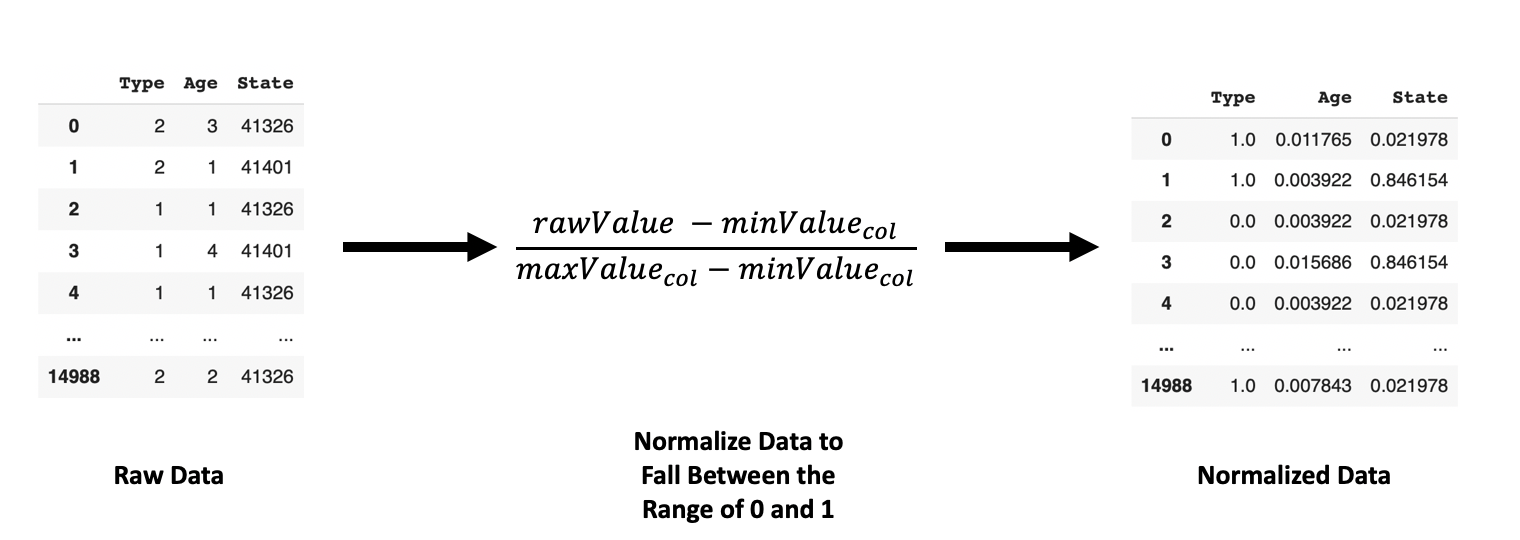 Type Age State
0 2 3 41326
1 2 1 41401
2 1 1 41326
3 1 4 41401
4 1 1 41326
... ... ... ...
14988 2 2 41326
Raw Data
rawValue − minValue_col
maxValue_col − minValue_col
Normalize Data to
Fall Between the
Range of 0 and 1
Type Age State
0 1.0 0.011765 0.021978
1 1.0 0.003922 0.846154
2 0.0 0.003922 0.021978
3 0.0 0.015686 0.846154
4 0.0 0.003922 0.021978
... ... ... ...
14988 1.0 0.007843 0.021978
Normalized Data